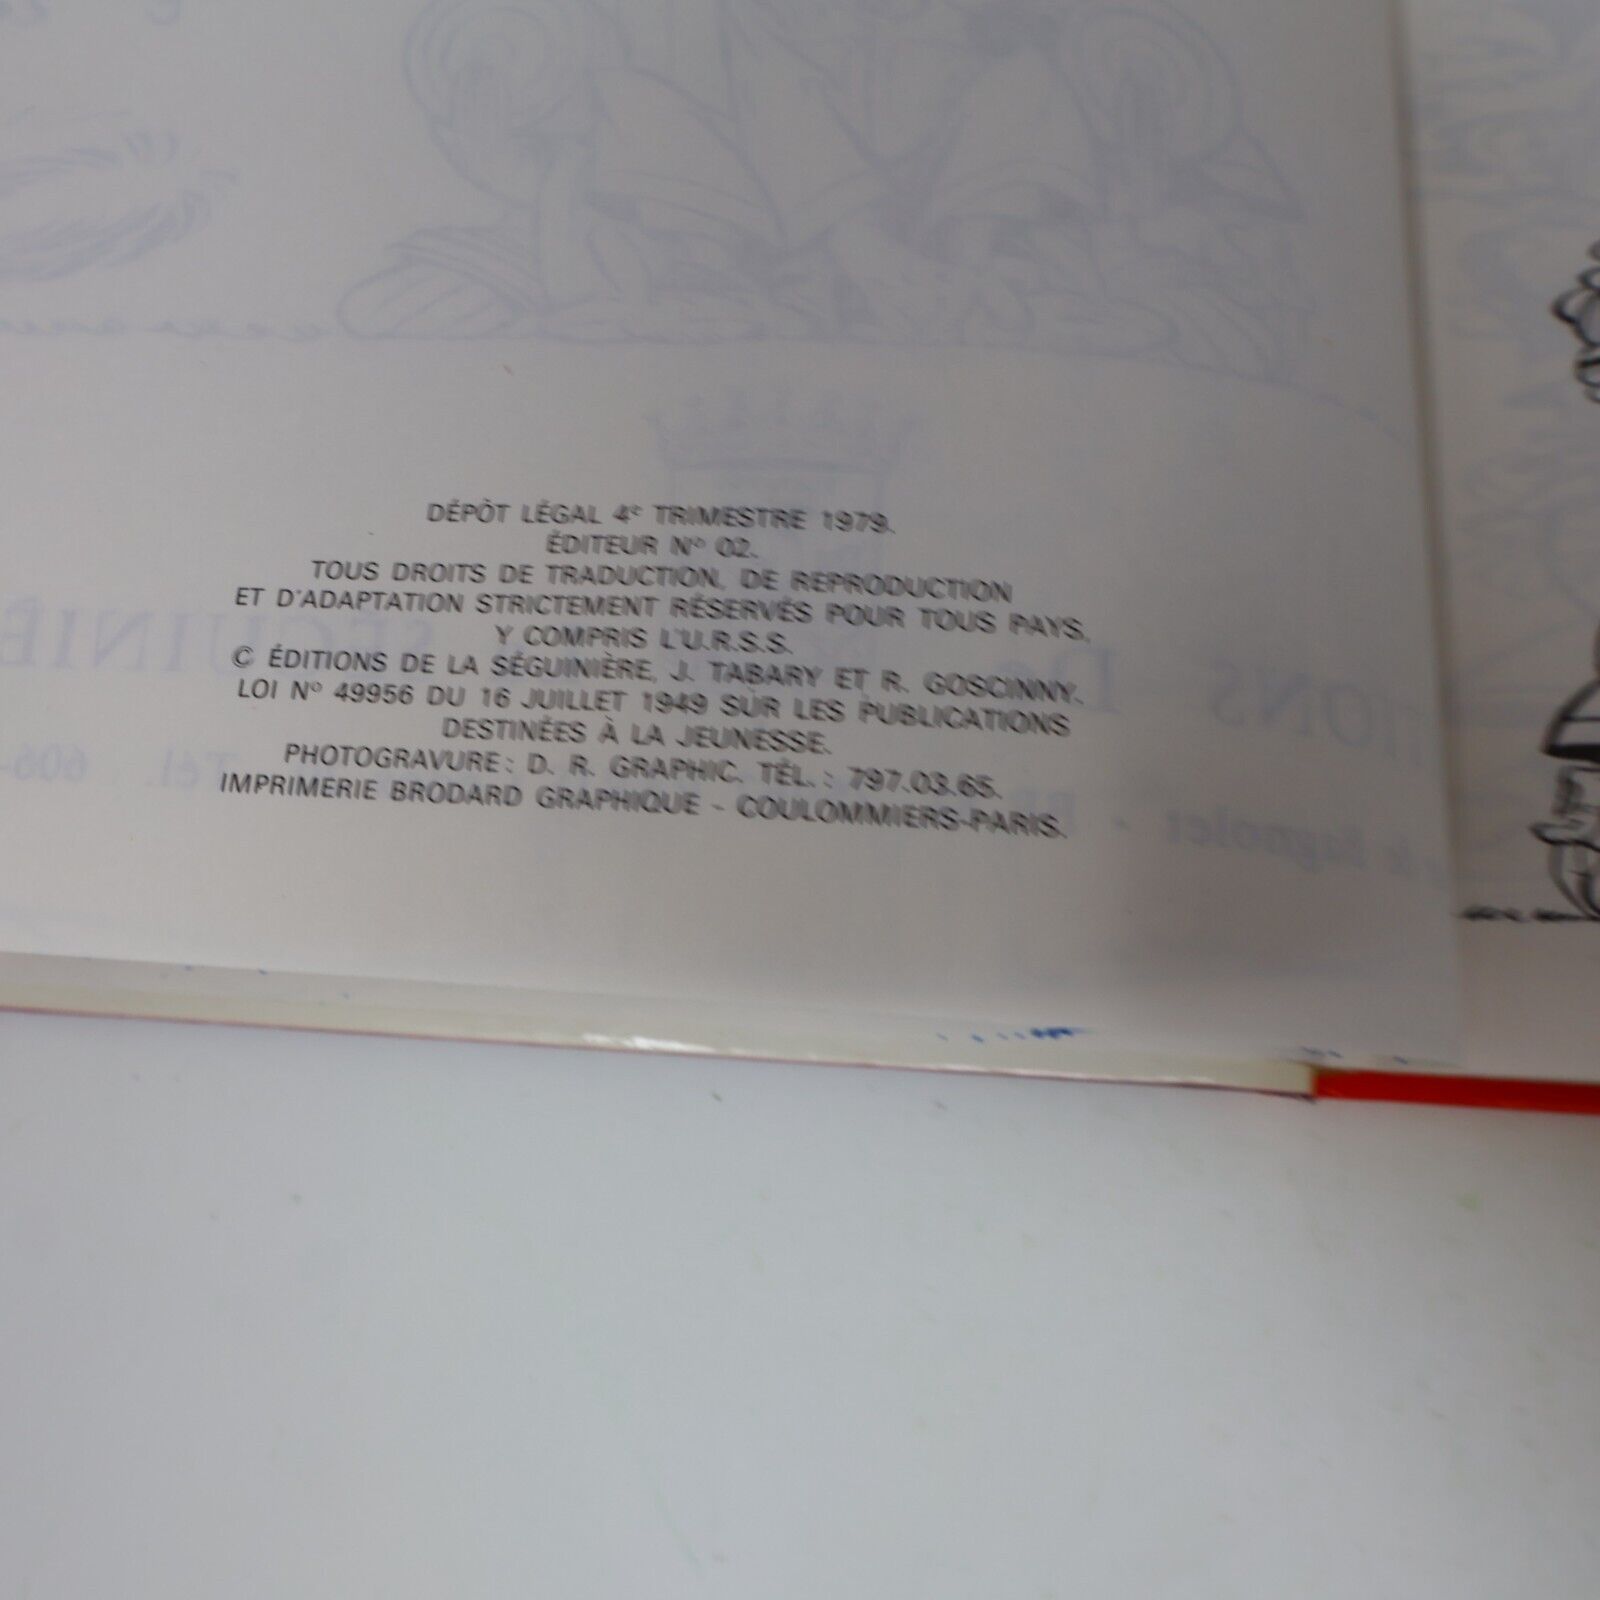 DÉPÔT LÉGAL 4e TRIMESTRE 1979.
ÉDITEUR No 02.
TOUS DROITS DE TRADUCTION, DE REPRODUCTION
ET D'ADAPTATION STRICTEMENT RÉSERVÉS POUR TOUS PAYS,
Y COMPRIS L'U.R.S.S.
© ÉDITIONS DE LA SÉGUINIÈRE, J. TABARY ET R. GOSCINNY.
LOI No 49956 DU 16 JUILLET 1949 SUR LES PUBLICATIONS
DESTINÉES À LA JEUNESSE.
PHOTOGRAVURE : D. R. GRAPHIC. TÉL. : 797.03.65.
IMPRIMERIE BRODARD GRAPHIQUE - COULOMMIERS-PARIS.